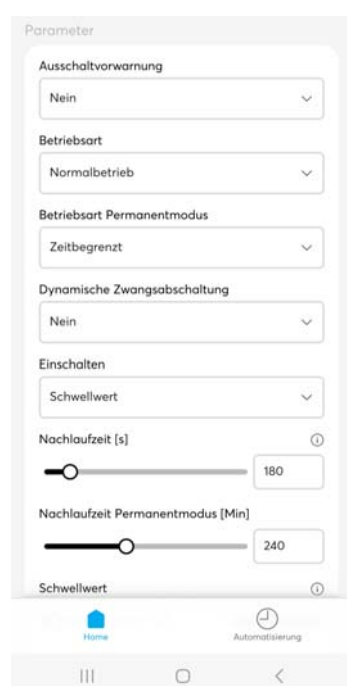 Parameter
Ausschaltvorwarnung
Nein
Betriebsart
Normalbetrieb
Betriebsart Permanentmodus
Zeitbegrenzt
Dynamische Zwangsabschaltung
Nein
Einschalten
Schwellwert
Nachlaufzeit [s]
180
Nachlaufzeit Permanentmodus [Min]
240
Schwellwert
Home
Automatisierung